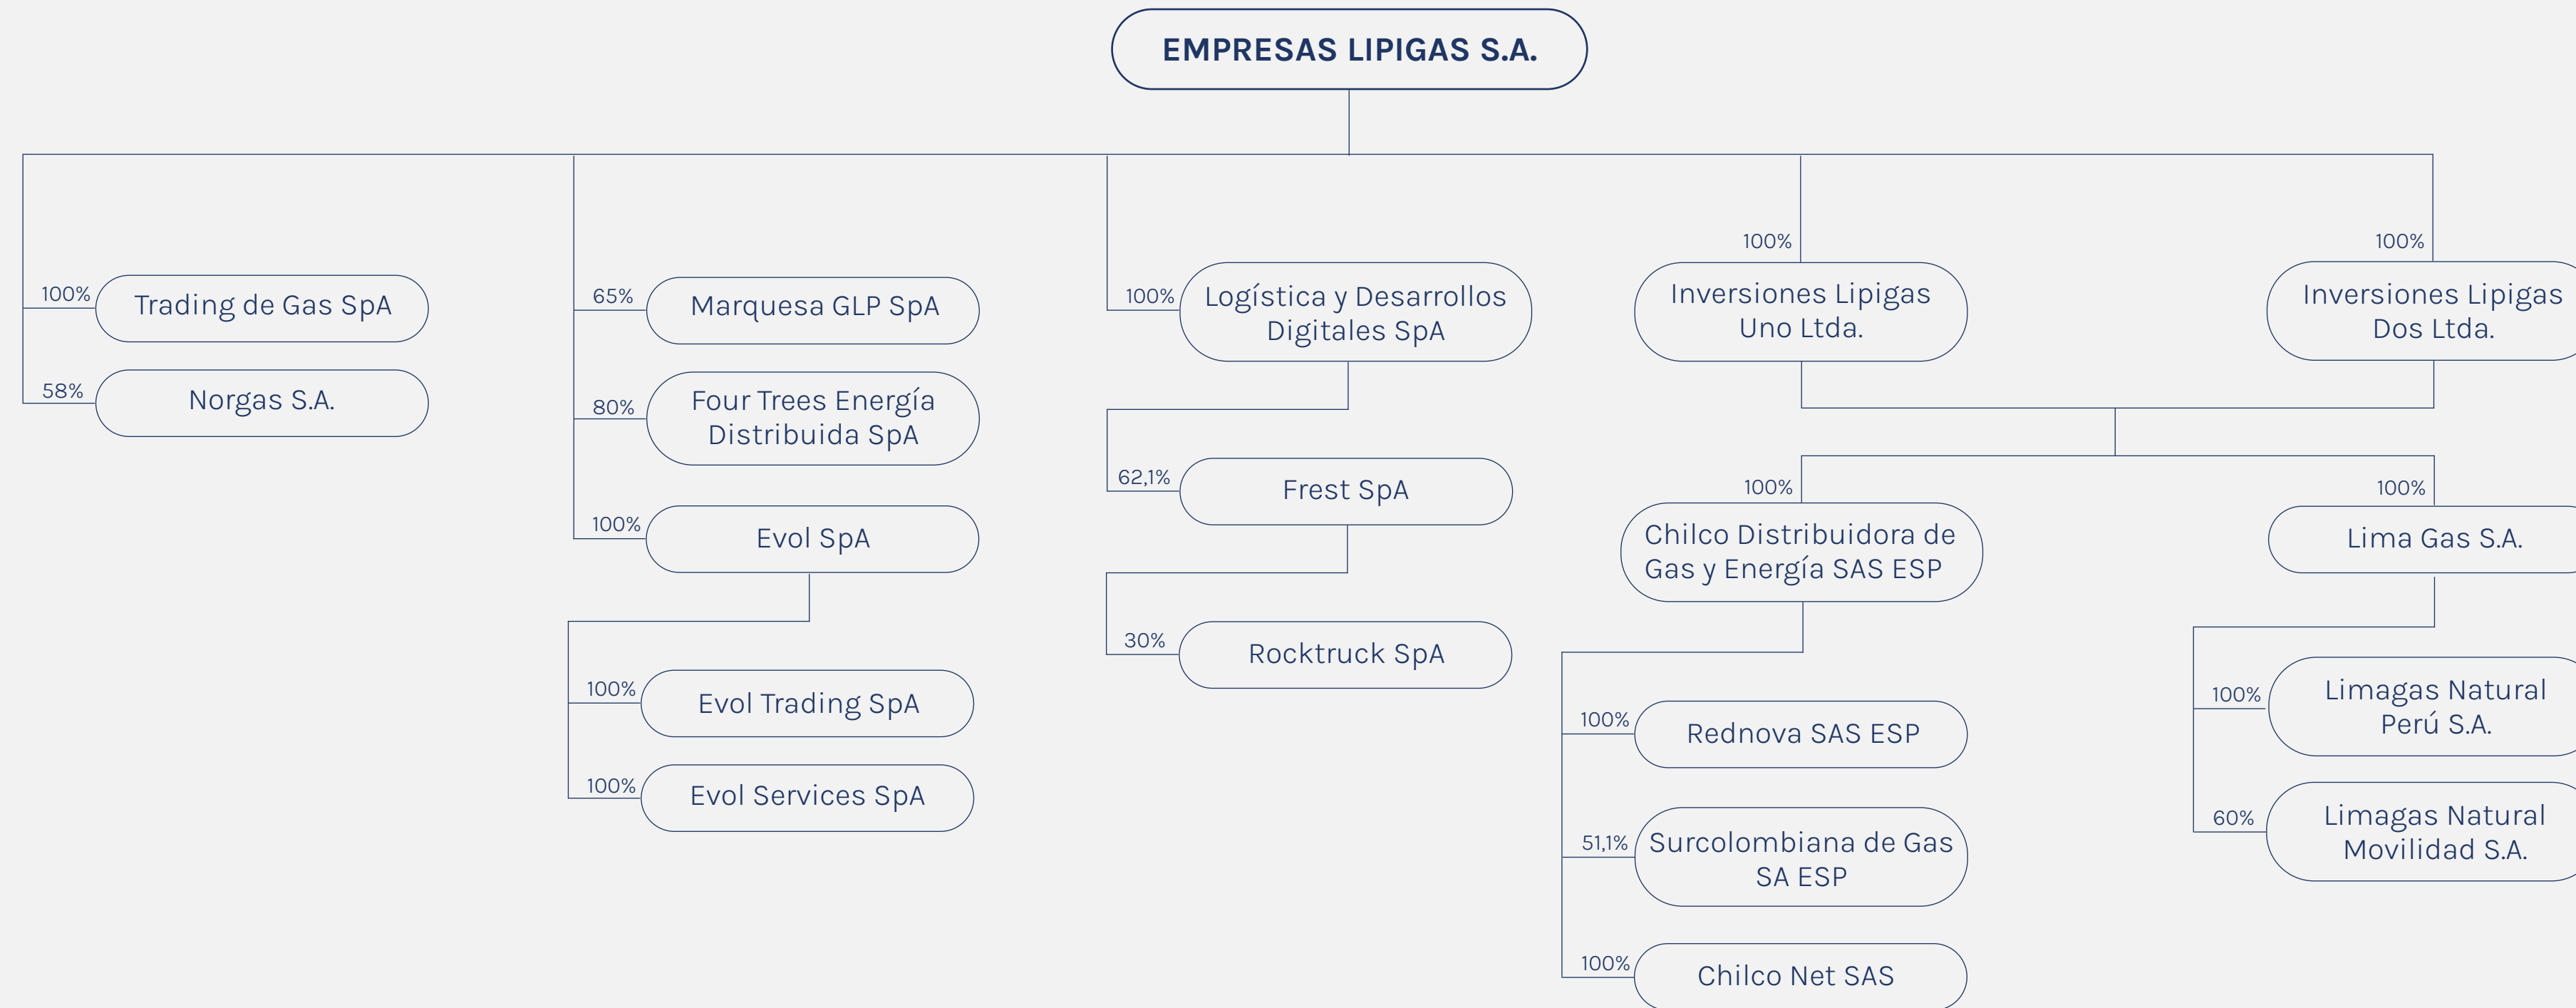 EMPRESAS LIPIGAS S.A.
100%
Trading de Gas SpA
58%
Norgas S.A.
65%
Marquesa GLP SpA
80%
Four Trees Energía
Distribuida SpA
100%
Evol SpA
100%
Evol Trading SpA
100%
Evol Services SpA
100%
Logística y Desarrollos
Digitales SpA
62,1%
Frest SpA
30%
Rocktruck SpA
100%
Inversiones Lipigas
Uno Ltda.
100%
Inversiones Lipigas
Dos Ltda.
100%
Chilco Distribuidora de
Gas y Energía SAS ESP
100%
Rednova SAS ESP
51,1%
Surcolombiana de Gas
SA ESP
100%
Chilco Net SAS
100%
Lima Gas S.A.
100%
Limagas Natural
Perú S.A.
60%
Limagas Natural
Movilidad S.A.